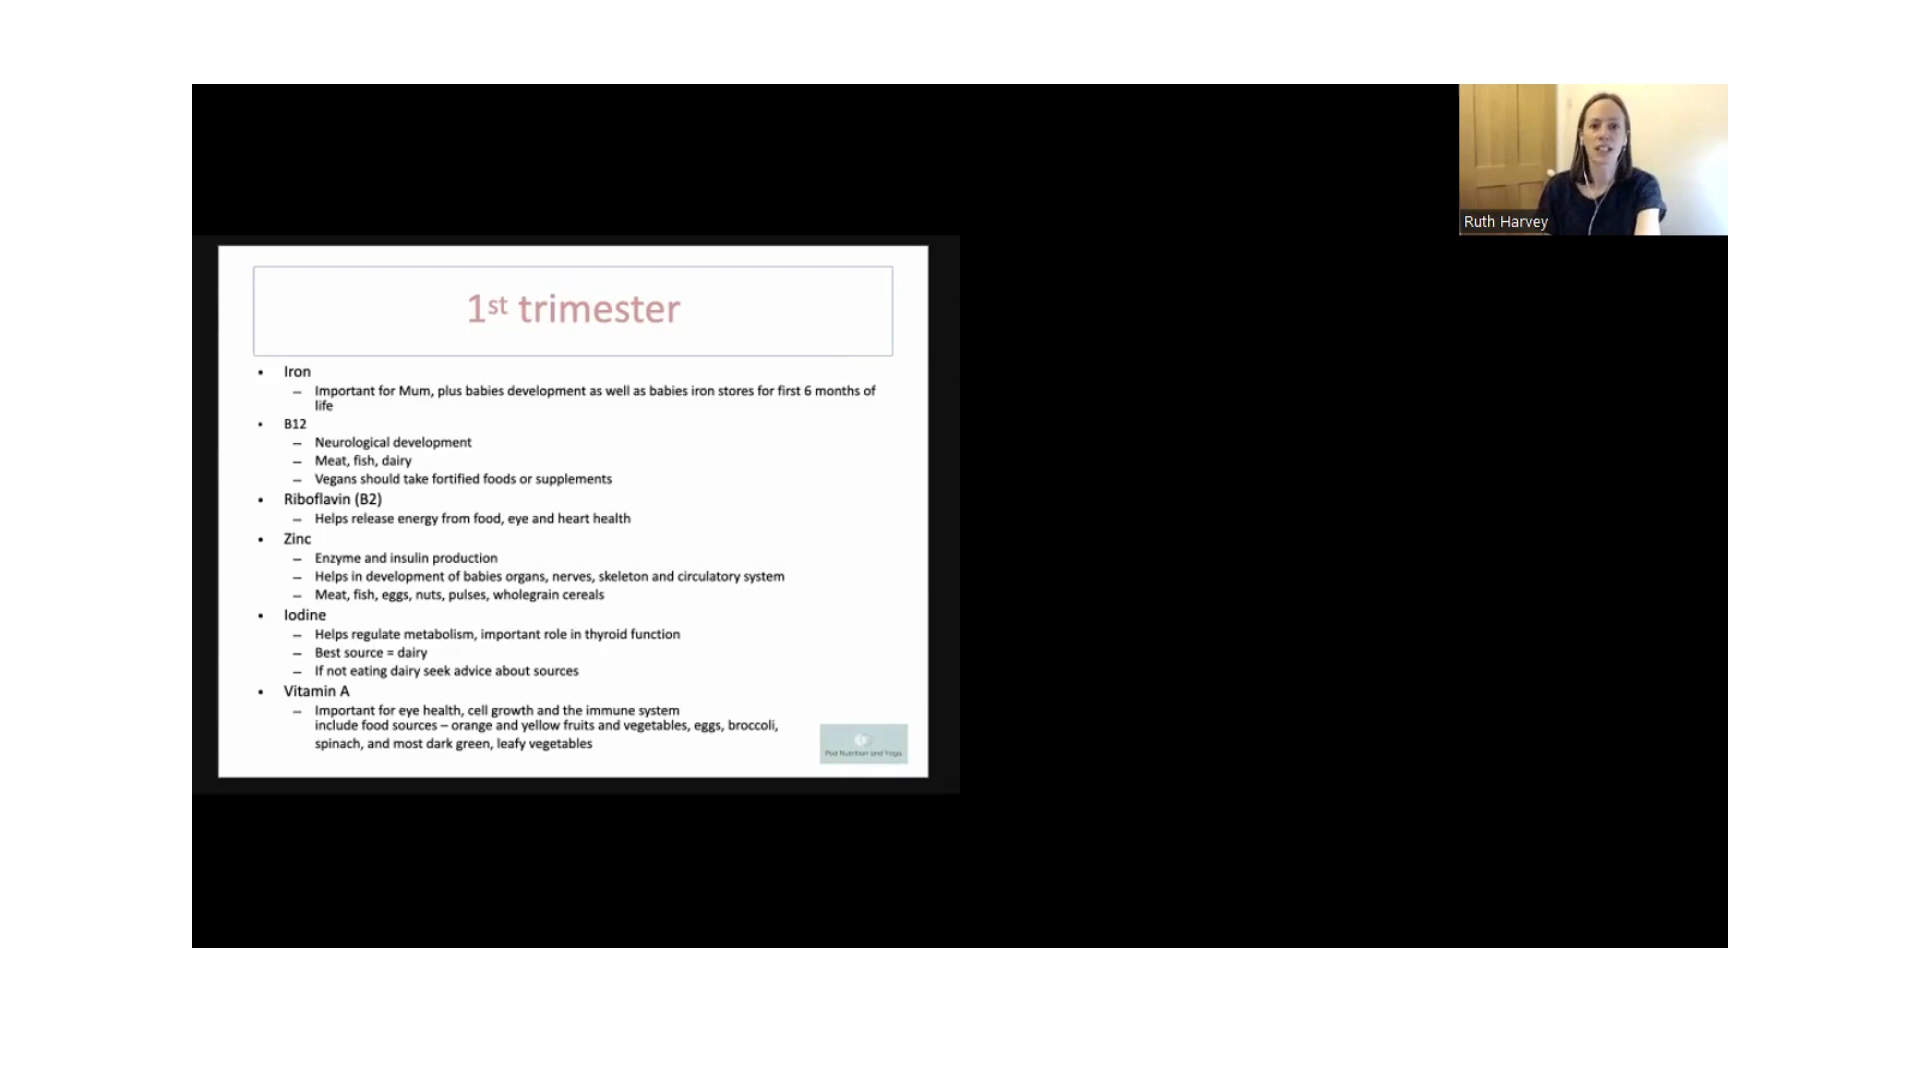 Ruth Harvey
1st trimester
• Iron
– Important for Mum, plus babies development as well as babies iron stores for first 6 months of
life
• B12
– Neurological development
– Meat, fish, dairy
– Vegans should take fortified foods or supplements
• Riboflavin (B2)
– Helps release energy from food, eye and heart health
• Zinc
– Enzyme and insulin production
– Helps in development of babies organs, nerves, skeleton and circulatory system
– Meat, fish, eggs, nuts, pulses, wholegrain cereals
• Iodine
– Helps regulate metabolism, important role in thyroid function
– Best source = dairy
– If not eating dairy seek advice about sources
• Vitamin A
– Important for eye health, cell growth and the immune system
include food sources – orange and yellow fruits and vegetables, eggs, broccoli,
spinach, and most dark green, leafy vegetables
Pod Nutrition and Yoga